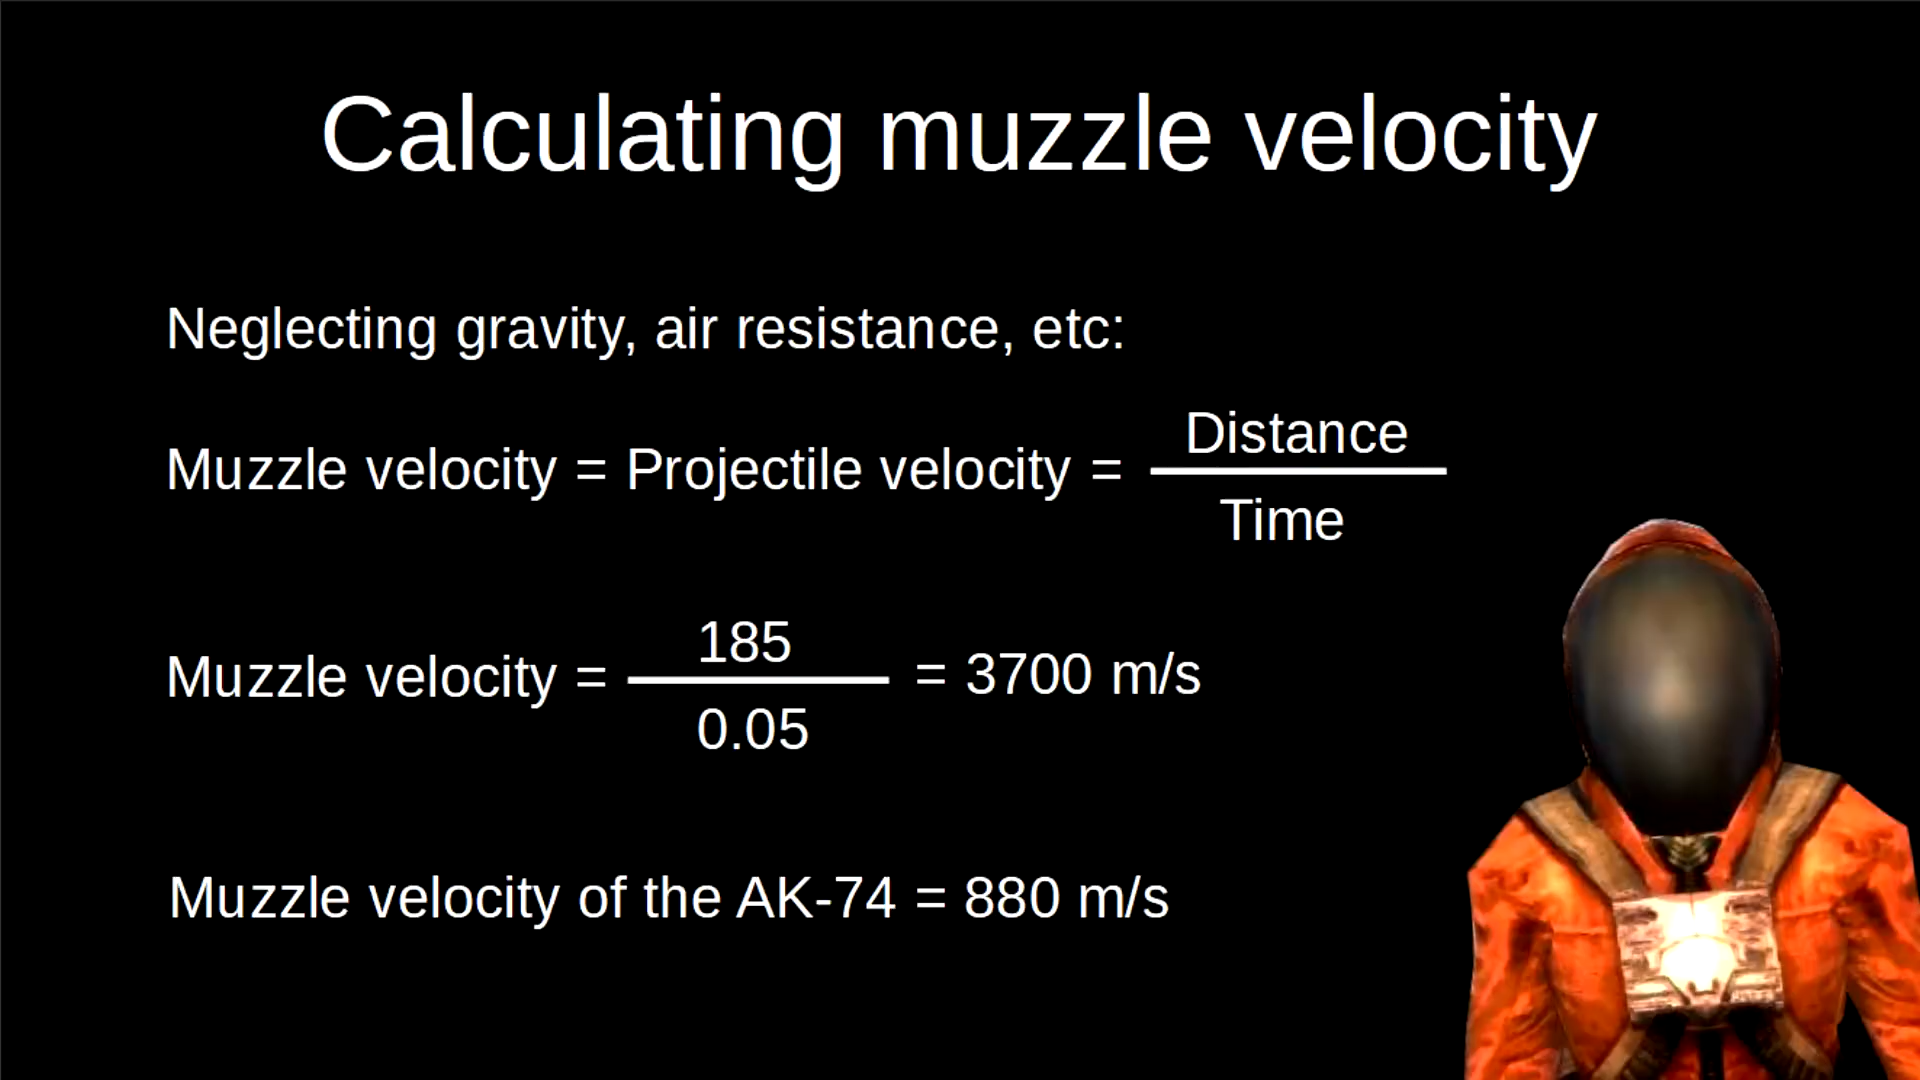 Calculating muzzle velocity
Neglecting gravity, air resistance, etc:
Muzzle velocity = Projectile velocity = Distance
Time
Muzzle velocity = 185 = 3700 m/s
0.05
Muzzle velocity of the AK-74 = 880 m/s